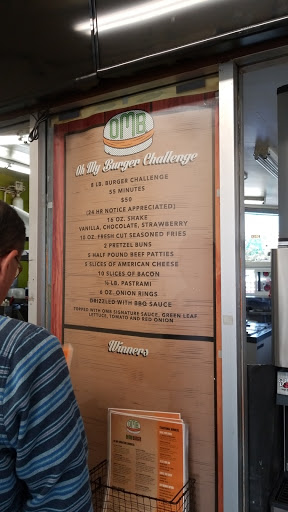 OMB
Oh My Burger Challenge
8 LB. BURGER CHALLENGE
55 MINUTES
$50
(24 HR NOTICE APPRECIATED)
16 OZ. SHAKE
VANILLA, CHOCOLATE, STRAWBERRY
12 OZ. FRESH CUT SEASONED FRIES
2 PRETZEL BUNS
5 HALF POUND BEEF PATTIES
5 SLICES OF AMERICAN CHEESE
10 SLICES OF BACON
½ LB. PASTRAMI
6 OZ. ONION RINGS
DRIZZLED WITH BBQ SAUCE
TOPPED WITH OMB SIGNATURE SAUCE, GREEN LEAF
LETTUCE, TOMATO AND RED ONION
Winners
OMB